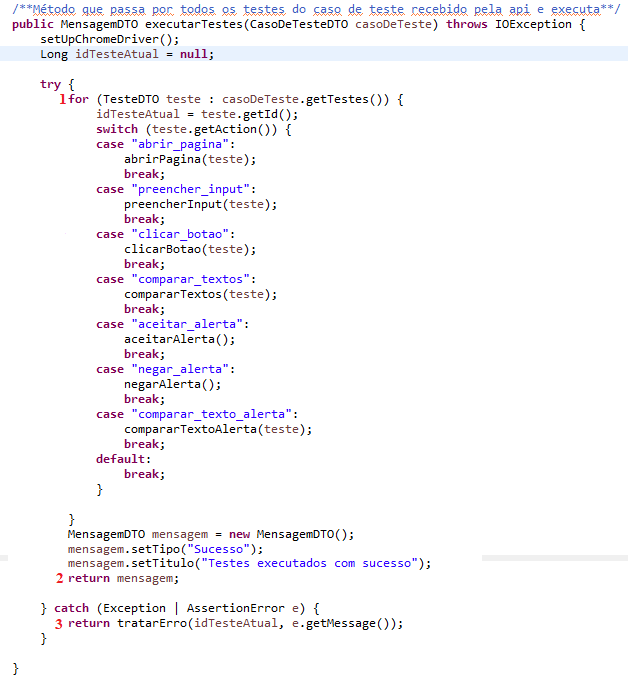 /**Método que passa por todos os testes do caso de teste recebido pela api e executa**/
public MensagemDTO executarTestes(CasoDeTesteDTO casoDeTeste) throws IOException {
setUpChromeDriver();
Long idTesteAtual = null;
try {
1 for (TesteDTO teste : casoDeTeste.getTestes()) {
idTesteAtual = teste.getId();
switch (teste.getAction()) {
case "abrir_pagina":
abrirPagina(teste);
break;
case "preencher_input":
preencherInput(teste);
break;
case "clicar_botao":
clicarBotao(teste);
break;
case "comparar_textos":
compararTextos(teste);
break;
case "aceitar_alerta":
aceitarAlerta();
break;
case "negar_alerta":
negarAlerta();
break;
case "comparar_texto_alerta":
compararTextoAlerta(teste);
break;
default:
break;
}
}
MensagemDTO mensagem = new MensagemDTO();
mensagem.setTipo("Sucesso");
mensagem.setTitulo("Testes executados com sucesso");
2 return mensagem;
} catch (Exception | AssertionError e) {
3 return tratarErro(idTesteAtual, e.getMessage());
}
}